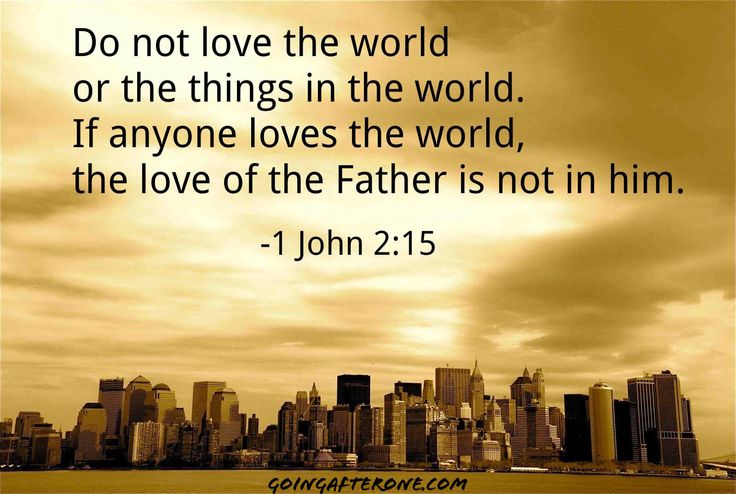 Do not love the world
or the things in the world.
If anyone loves the world,
the love of the Father is not in him.
-1 John 2:15
GOINGAFTERONE.COM